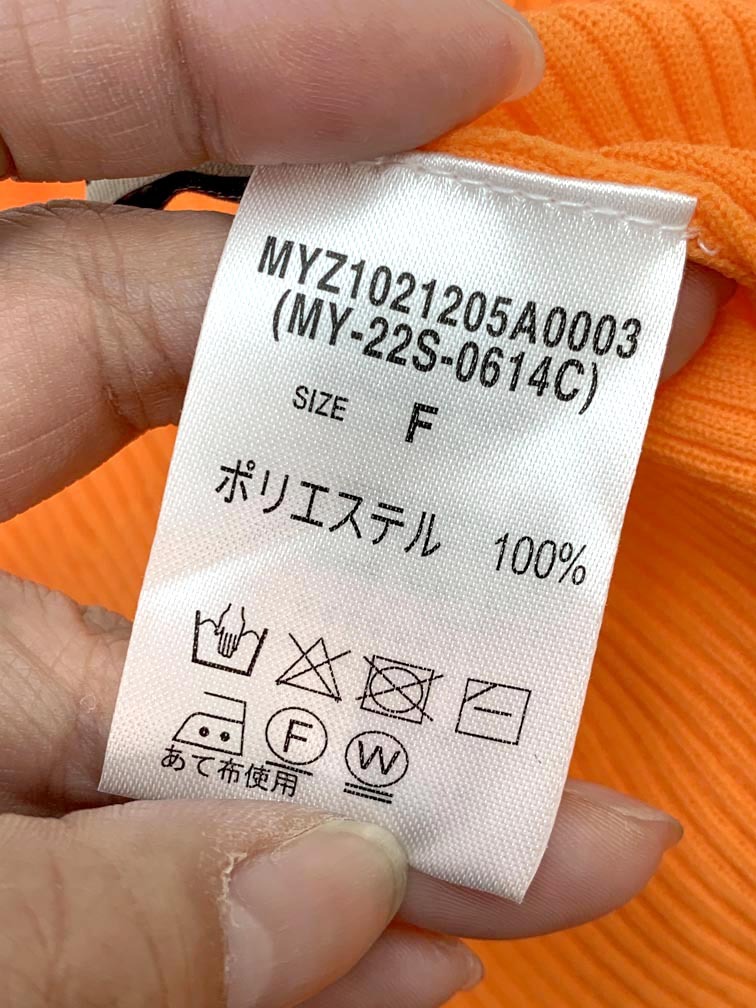 MYZ1021205A0003
(MY-22S-0614C)
SIZE F
ポリエステル 100%
F
W
あて布使用